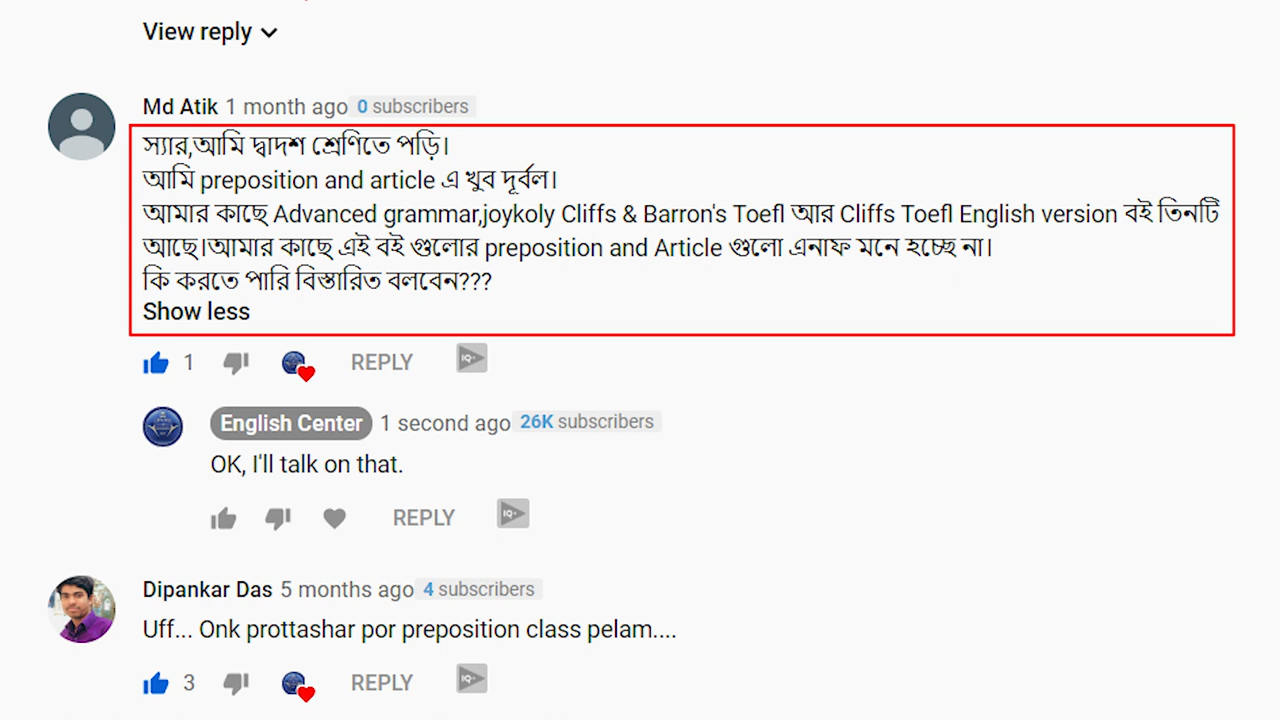 View reply
Md Atik 1 month ago 0 subscribers
স্যার,আমি দ্বাদশ শ্রেণিতে পড়ি।
আমি preposition and article এ খুব দূর্বল।
আমার কাছে Advanced grammar,joykoly Cliffs & Barron's Toefl আর Cliffs Toefl English version বই তিনটি
আছে।আমার কাছে এই বই গুলোর preposition and Article গুলো এনাফ মনে হচ্ছে না।
কি করতে পারি বিস্তারিত বলবেন???
Show less
1 REPLY IQ+
English Center 1 second ago 26K subscribers
OK, I'll talk on that.
REPLY IQ+
Dipankar Das 5 months ago 4 subscribers
Uff... Onk prottashar por preposition class pelam....
3 REPLY IQ+